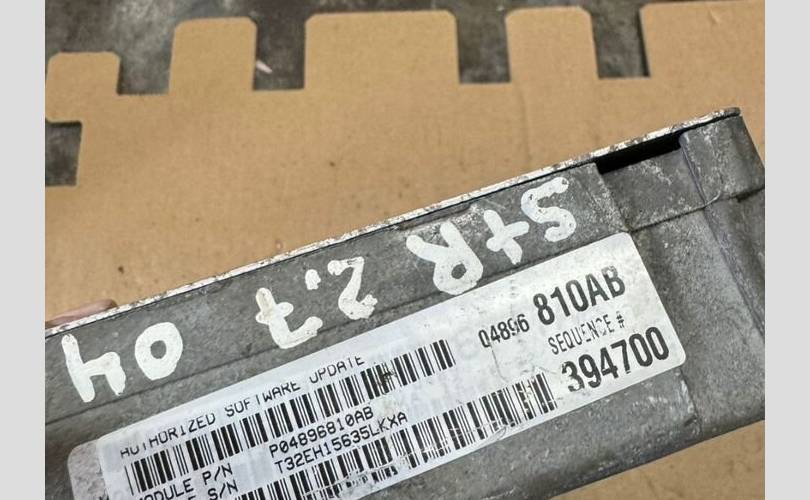 StR 2.7 04
04896 810AB
SEQUENCE #
394700
AUTHORIZED SOFTWARE UPDATE
MODULE P/N P04896810AB
S/N T32EH15635LKXA